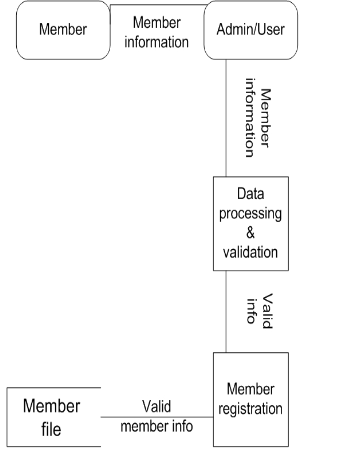 Member
Member
information
Admin/User
Member
information
Data
processing
&
validation
Valid
info
Member
registration
Valid
member info
Member
file